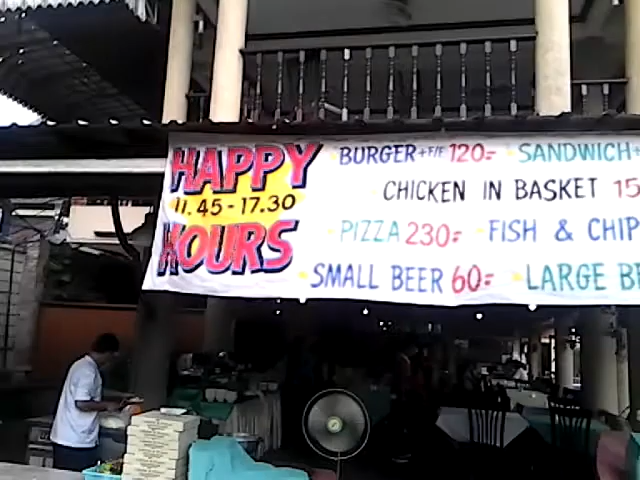 HAPPY
11.45 - 17.30
HOURS
BURGER +F/F 120=
SANDWICH+
CHICKEN IN BASKET 15
PIZZA 230=
FISH & CHIP
SMALL BEER 60=
LARGE BE